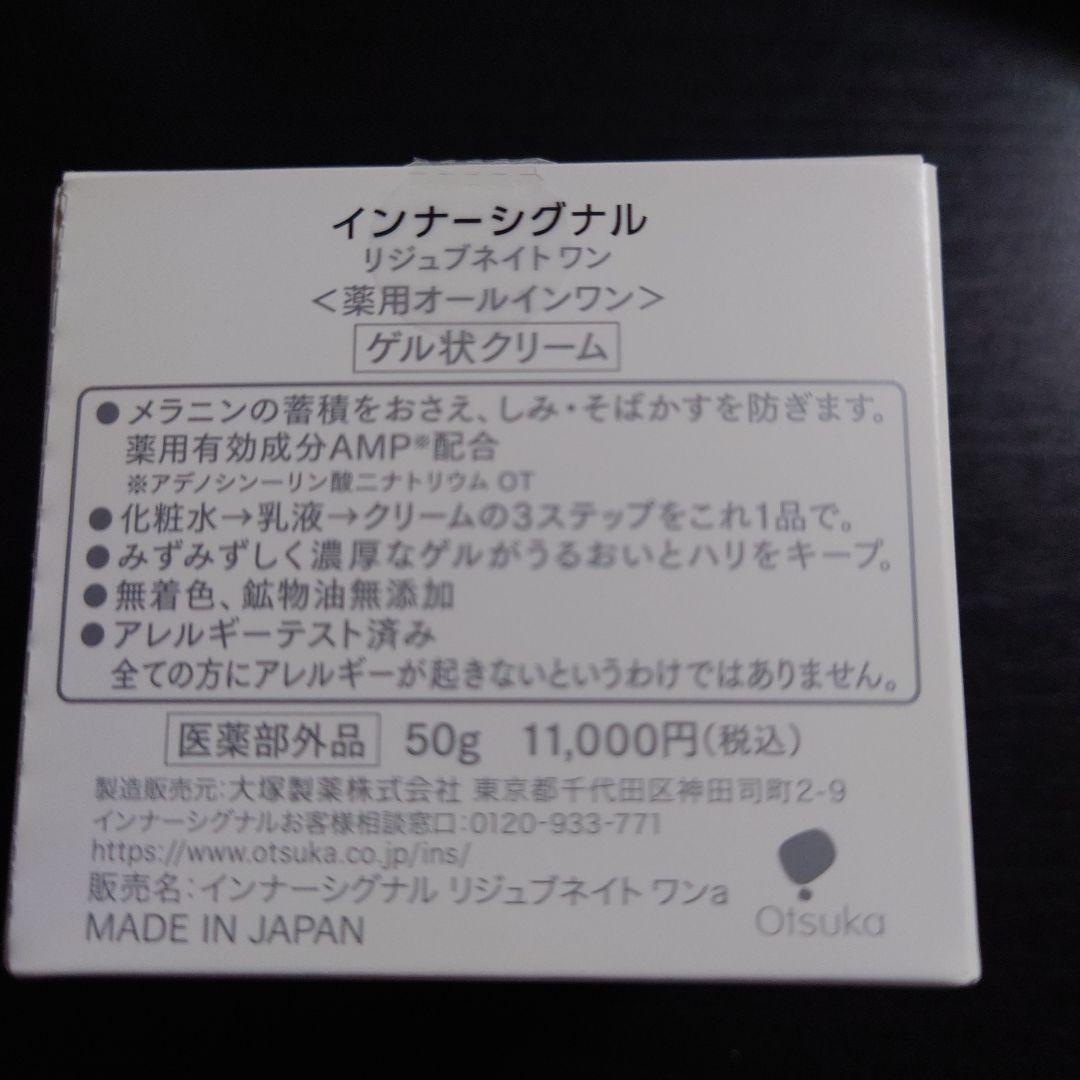 インナーシグナル
リジュブネイト ワン
＜薬用オールインワン＞
ゲル状クリーム
●メラニンの蓄積をおさえ、しみ・そばかすを防ぎます。
薬用有効成分AMP※配合
※アデノシン一リン酸二ナトリウム OT
●化粧水→乳液→クリームの3ステップをこれ1品で。
●みずみずしく濃厚なゲルがうるおいとハリをキープ。
●無着色、鉱物油無添加
●アレルギーテスト済み
全ての方にアレルギーが起きないというわけではありません。
医薬部外品 50g 11,000円(税込)
製造販売元:大塚製薬株式会社 東京都千代田区神田司町2-9
インナーシグナルお客様相談窓口:0120-933-771
https://www.otsuka.co.jp/ins/
販売名:インナーシグナル リジュブネイト ワンa
MADE IN JAPAN
Otsuka